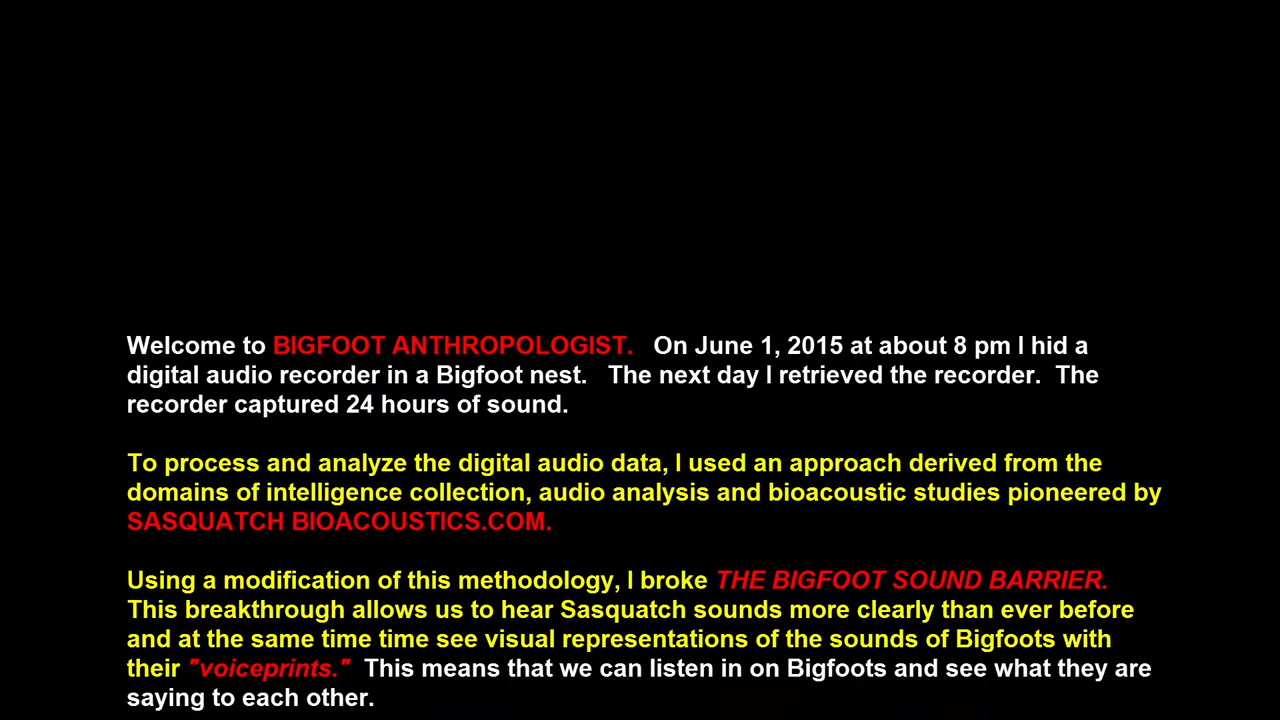 Welcome to BIGFOOT ANTHROPOLOGIST. On June 1, 2015 at about 8 pm I hid a
digital audio recorder in a Bigfoot nest. The next day I retrieved the recorder. The
recorder captured 24 hours of sound.
To process and analyze the digital audio data, I used an approach derived from the
domains of intelligence collection, audio analysis and bioacoustic studies pioneered by
SASQUATCH BIOACOUSTICS.COM.
Using a modification of this methodology, I broke THE BIGFOOT SOUND BARRIER.
This breakthrough allows us to hear Sasquatch sounds more clearly than ever before
and at the same time time see visual representations of the sounds of Bigfoots with
their "voiceprints." This means that we can listen in on Bigfoots and see what they are
saying to each other.